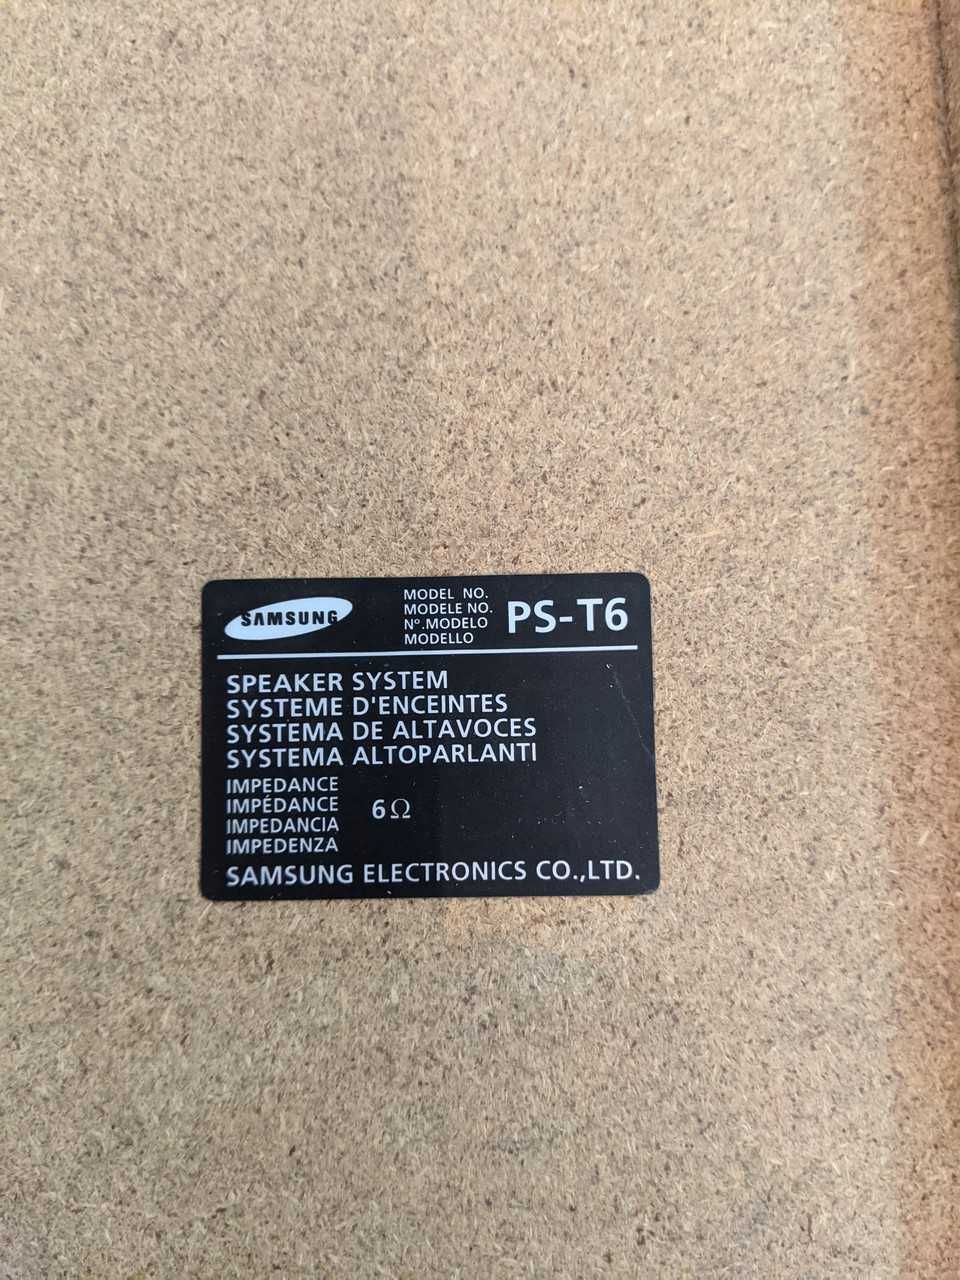 SAMSUNG
MODEL NO.
MODELE NO.
Nº.MODELO
MODELLO
PS-T6
SPEAKER SYSTEM
SYSTEME D'ENCEINTES
SYSTEMA DE ALTAVOCES
SYSTEMA ALTOPARLANTI
IMPEDANCE
IMPÉDANCE
IMPEDANCIA
IMPEDENZA
6Ω
SAMSUNG ELECTRONICS CO.,LTD.